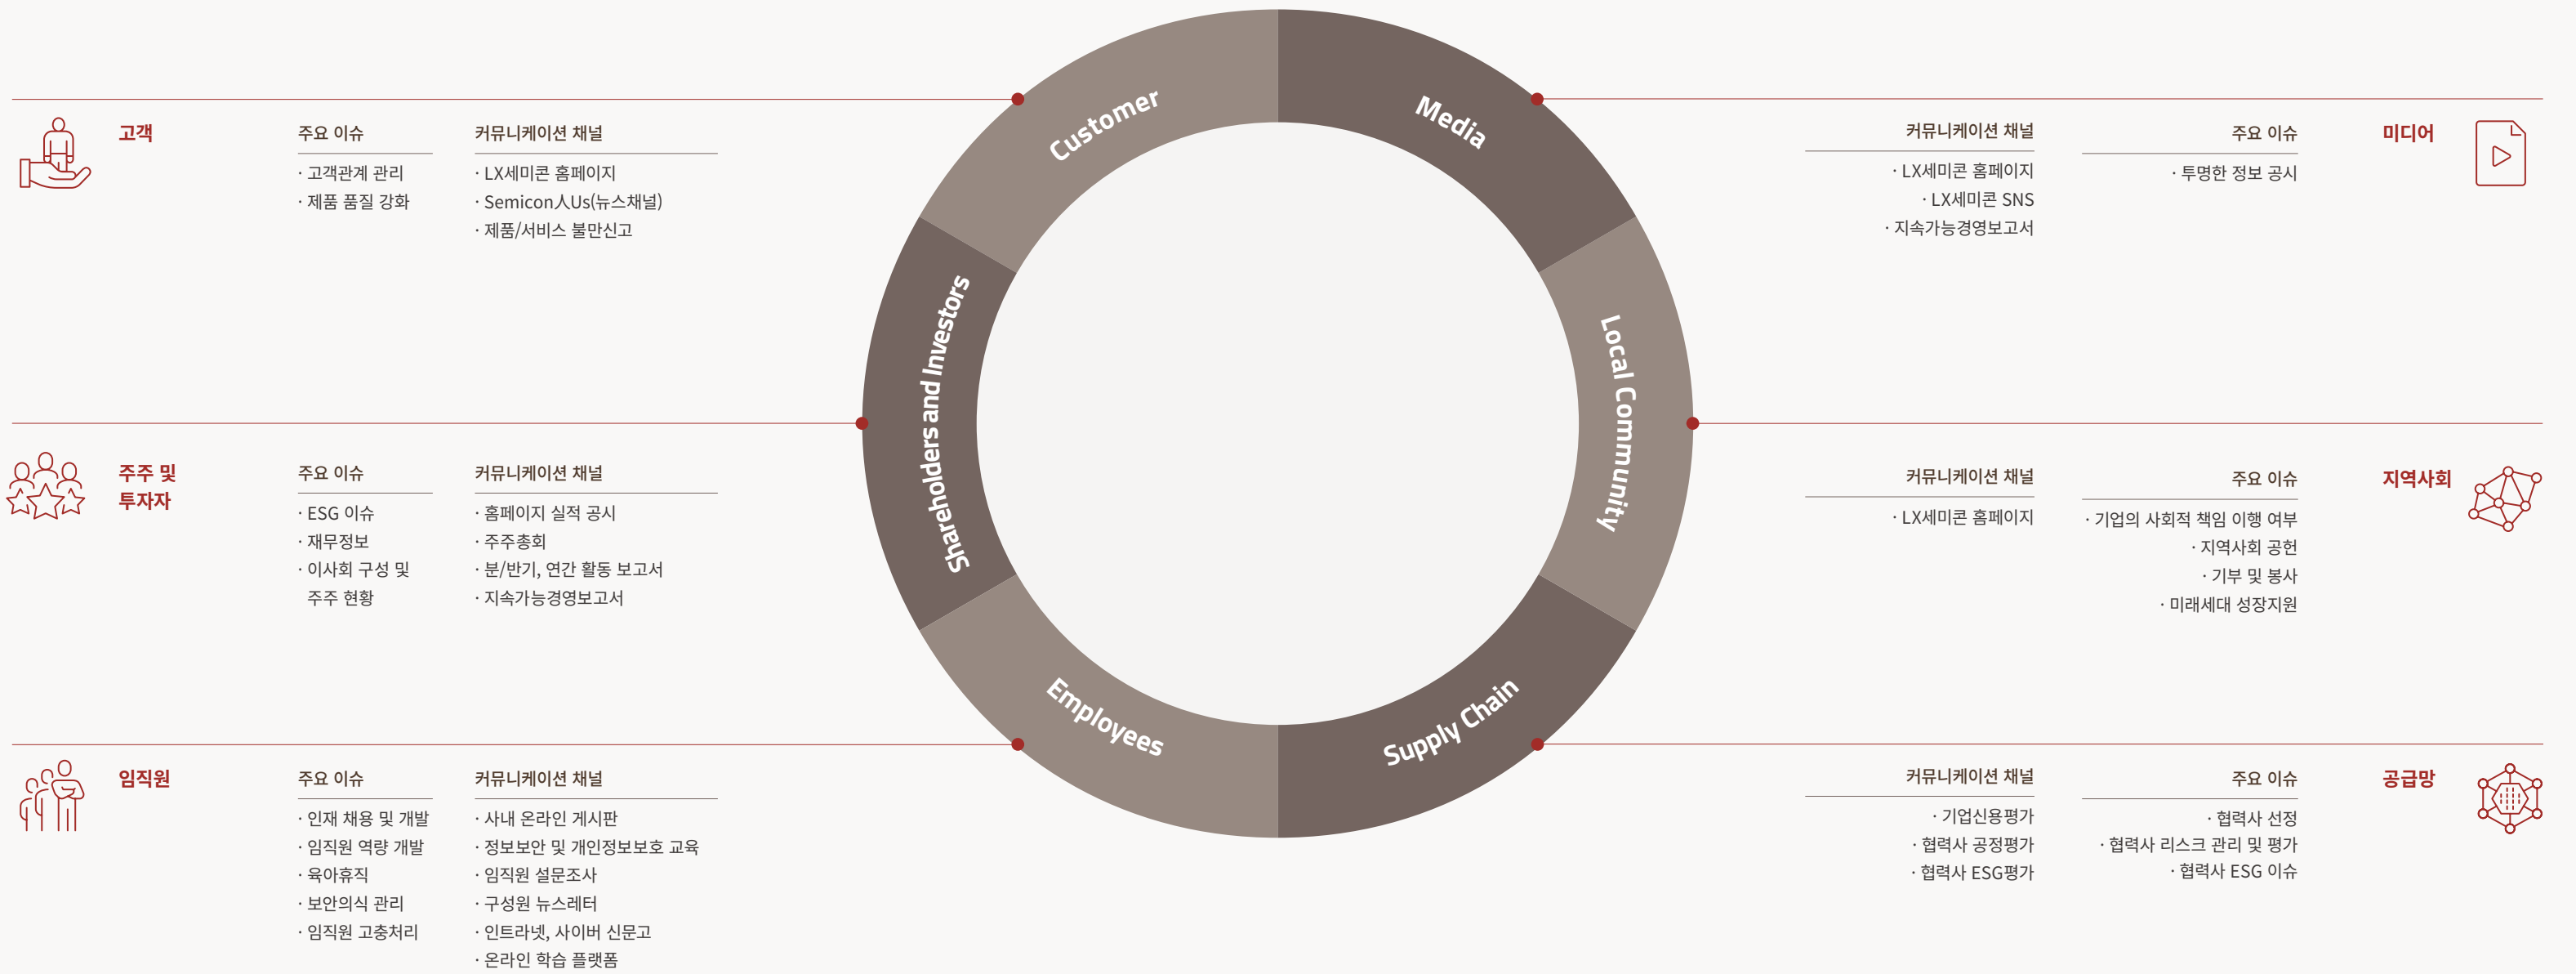 Customer
Media
Local Community
Supply Chain
Employees
Shareholders and Investors
고객
주요 이슈
· 고객관계 관리
· 제품 품질 강화
커뮤니케이션 채널
· LX세미콘 홈페이지
· Semicon人Us(뉴스채널)
· 제품/서비스 불만신고
주주 및
투자자
주요 이슈
· ESG 이슈
· 재무정보
· 이사회 구성 및
주주 현황
커뮤니케이션 채널
· 홈페이지 실적 공시
· 주주총회
· 분/반기, 연간 활동 보고서
· 지속가능경영보고서
임직원
주요 이슈
· 인재 채용 및 개발
· 임직원 역량 개발
· 육아휴직
· 보안의식 관리
· 임직원 고충처리
커뮤니케이션 채널
· 사내 온라인 게시판
· 정보보안 및 개인정보보호 교육
· 임직원 설문조사
· 구성원 뉴스레터
· 인트라넷, 사이버 신문고
· 온라인 학습 플랫폼
커뮤니케이션 채널
· LX세미콘 홈페이지
· LX세미콘 SNS
· 지속가능경영보고서
주요 이슈
· 투명한 정보 공시
미디어
커뮤니케이션 채널
· LX세미콘 홈페이지
주요 이슈
· 기업의 사회적 책임 이행 여부
· 지역사회 공헌
· 기부 및 봉사
· 미래세대 성장지원
지역사회
커뮤니케이션 채널
· 기업신용평가
· 협력사 공정평가
· 협력사 ESG평가
주요 이슈
· 협력사 선정
· 협력사 리스크 관리 및 평가
· 협력사 ESG 이슈
공급망